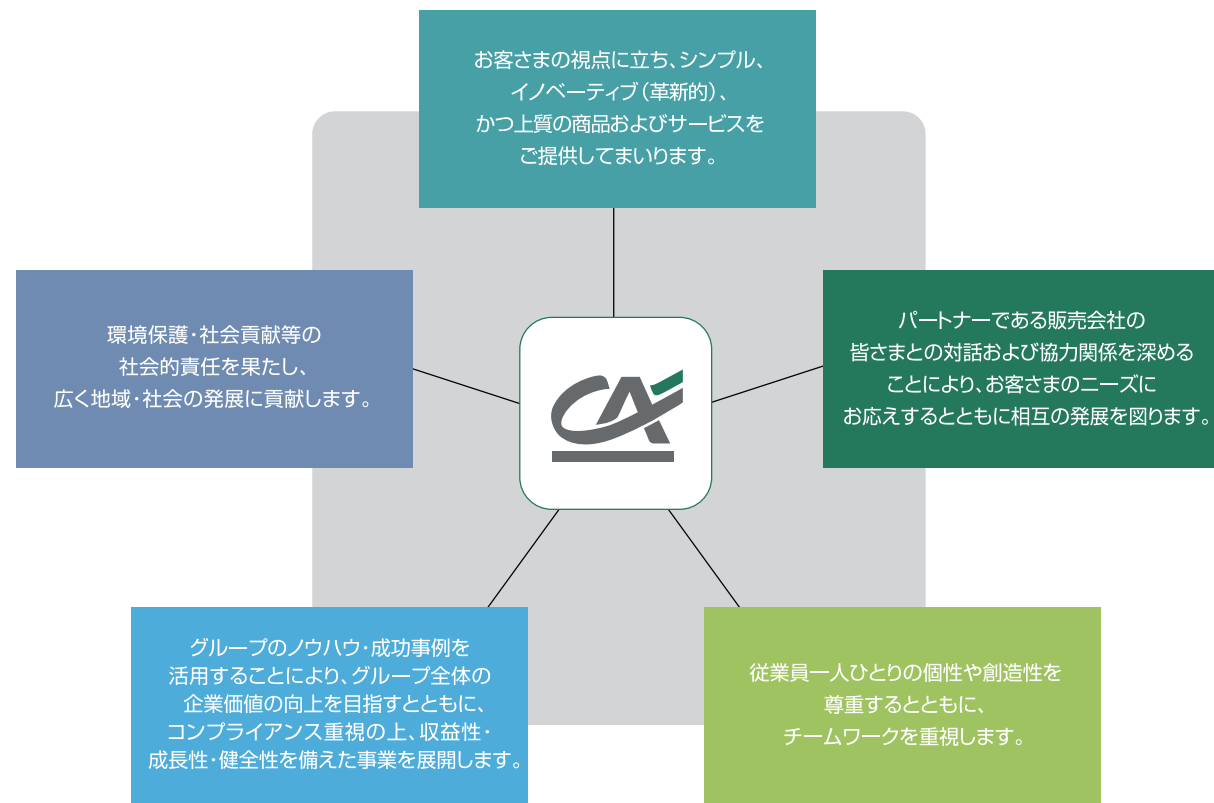 お客さまの視点に立ち、シンプル、
イノベーティブ（革新的）、
かつ上質の商品およびサービスを
ご提供してまいります。
環境保護・社会貢献等の
社会的責任を果たし、
広く地域・社会の発展に貢献します。
パートナーである販売会社の
皆さまとの対話および協力関係を深める
ことにより、お客さまのニーズに
お応えするとともに相互の発展を図ります。
CA
グループのノウハウ・成功事例を
活用することにより、グループ全体の
企業価値の向上を目指すとともに、
コンプライアンス重視の上、収益性・
成長性・健全性を備えた事業を展開します。
従業員一人ひとりの個性や創造性を
尊重するとともに、
チームワークを重視します。